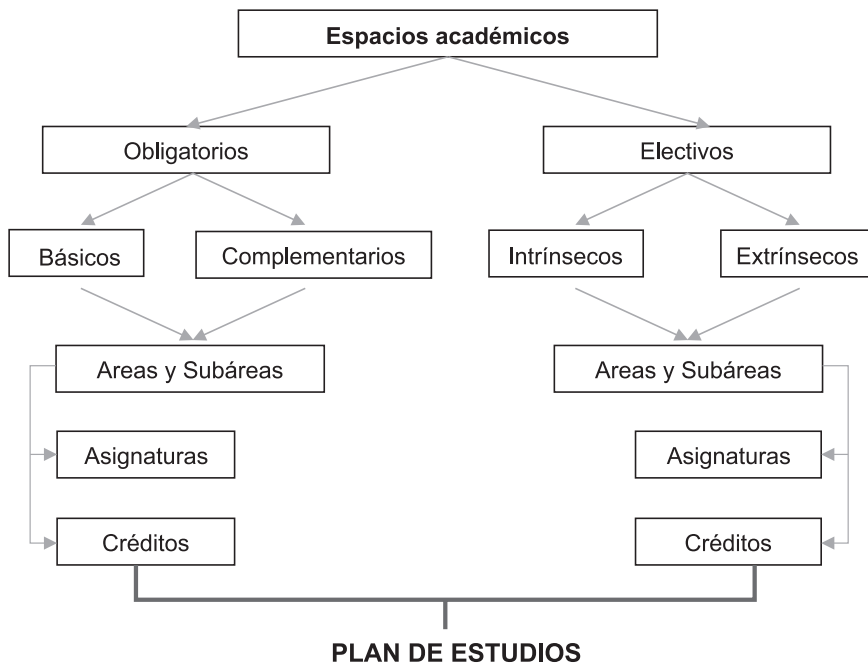 Espacios académicos
Obligatorios
Electivos
Básicos
Complementarios
Intrínsecos
Extrínsecos
Areas y Subáreas
Areas y Subáreas
Asignaturas
Asignaturas
Créditos
Créditos
PLAN DE ESTUDIOS